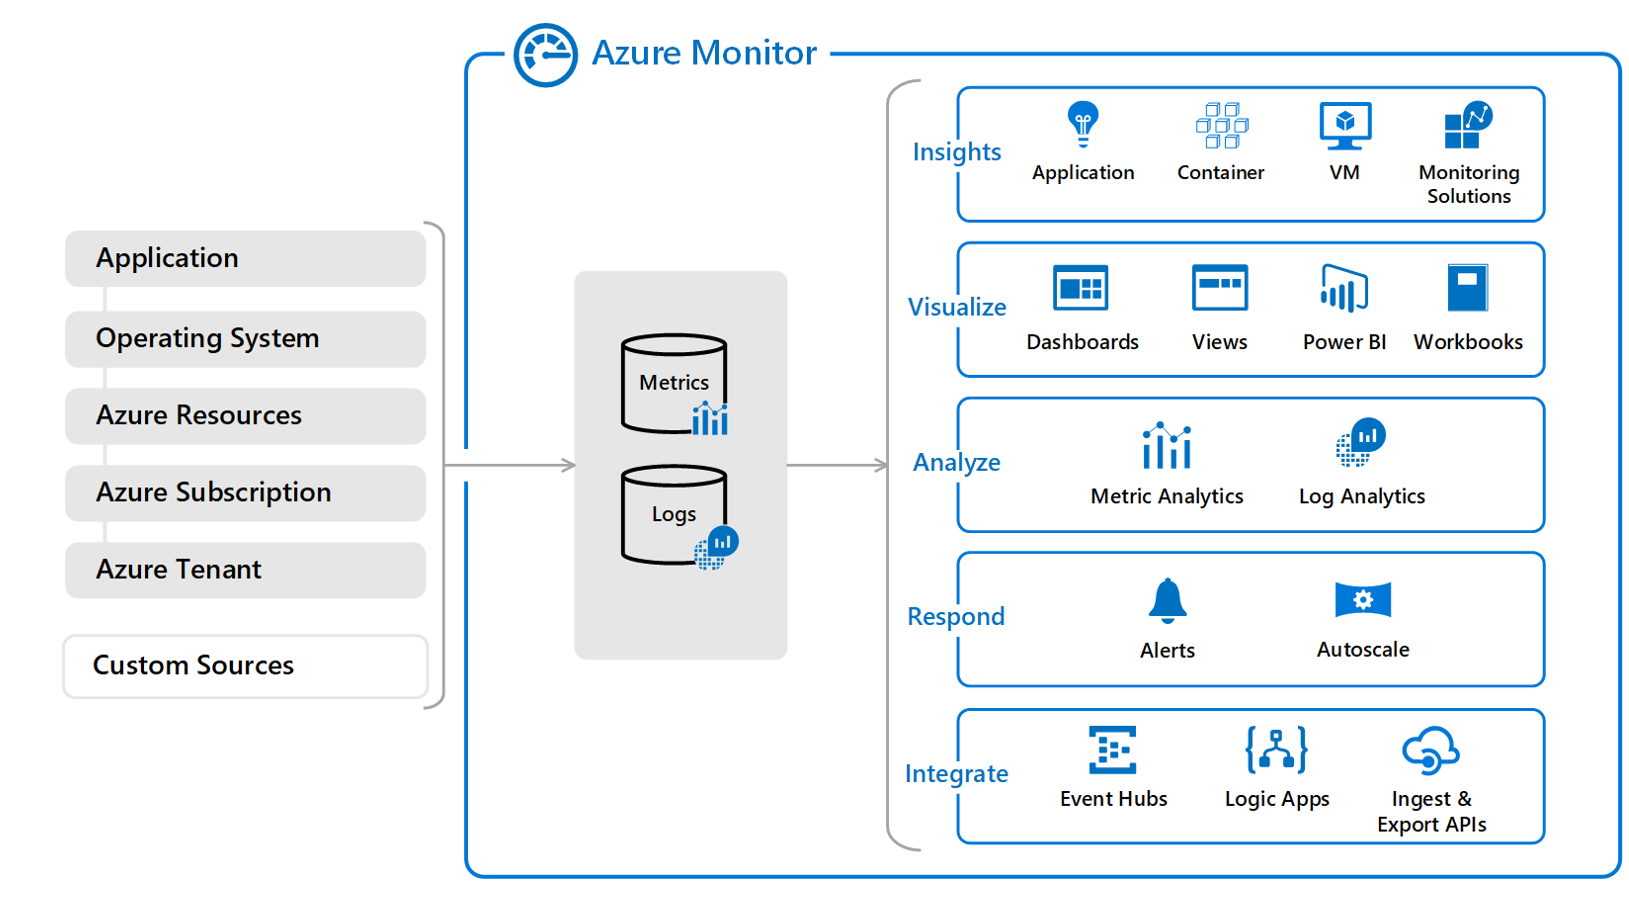 Azure Monitor
Application
Operating System
Azure Resources
Azure Subscription
Azure Tenant
Custom Sources
Metrics
Logs
Insights
Application
Container
VM
Monitoring
Solutions
Visualize
Dashboards
Views
Power BI
Workbooks
Analyze
Metric Analytics
Log Analytics
Respond
Alerts
Autoscale
Integrate
Event Hubs
Logic Apps
Ingest &
Export APIs